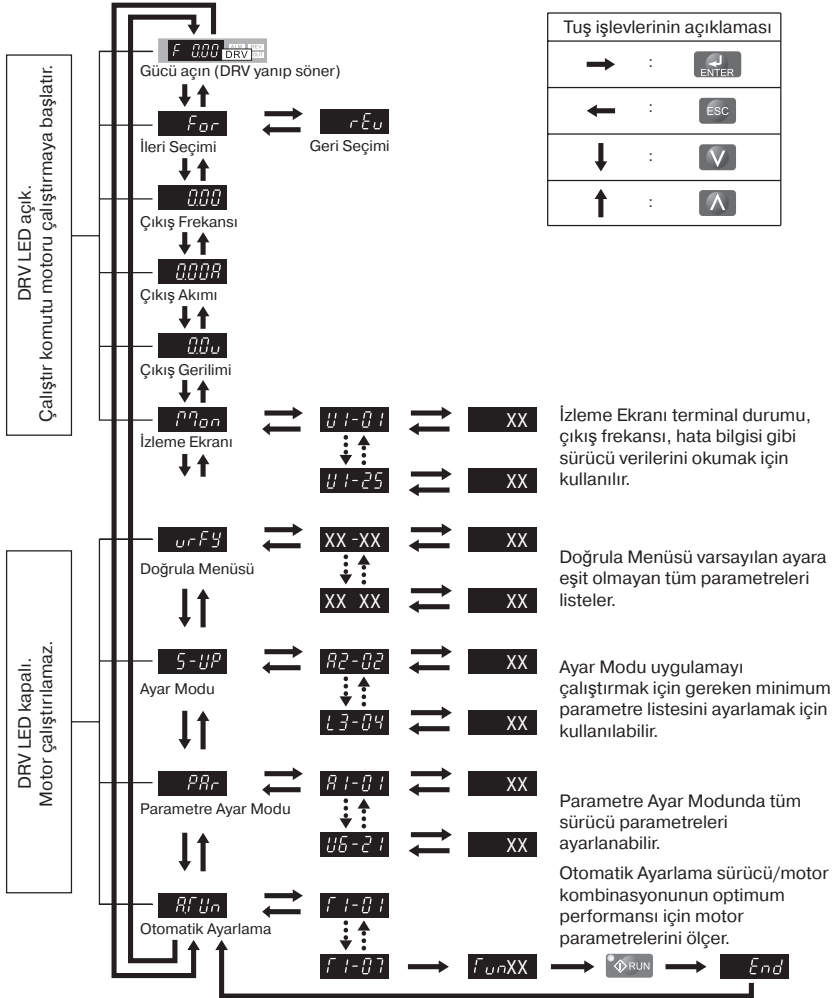 Tuş işlevlerinin açıklaması
: ENTER
: ESC
: V
: Λ
DRV LED açık.
Çalıştır komutu motoru çalıştırmaya başlatır.
F 0.00 DRV
Gücü açın (DRV yanıp söner)
For rEv
İleri Seçimi Geri Seçimi
0.00
Çıkış Frekansı
0.00A
Çıkış Akımı
0.0v
Çıkış Gerilimi
Mon U1-01 XX
İzleme Ekranı
U1-25 XX
İzleme Ekranı terminal durumu,
çıkış frekansı, hata bilgisi gibi
sürücü verilerini okumak için
kullanılır.
DRV LED kapalı.
Motor çalıştırılamaz.
vrFY XX -XX XX
Doğrula Menüsü
XX XX XX
Doğrula Menüsü varsayılan ayara
eşit olmayan tüm parametreleri
listeler.
S-UP A2-02 XX
Ayar Modu
L3-04 XX
Ayar Modu uygulamayı
çalıştırmak için gereken minimum
parametre listesini ayarlamak için
kullanılabilir.
PAr A1-01 XX
Parametre Ayar Modu
U6-21 XX
Parametre Ayar Modunda tüm
sürücü parametreleri
ayarlanabilir.
A.TUn T1-01
Otomatik Ayarlama
T1-07 TunXX RUN End
Otomatik Ayarlama sürücü/motor
kombinasyonunun optimum
performansı için motor
parametrelerini ölçer.